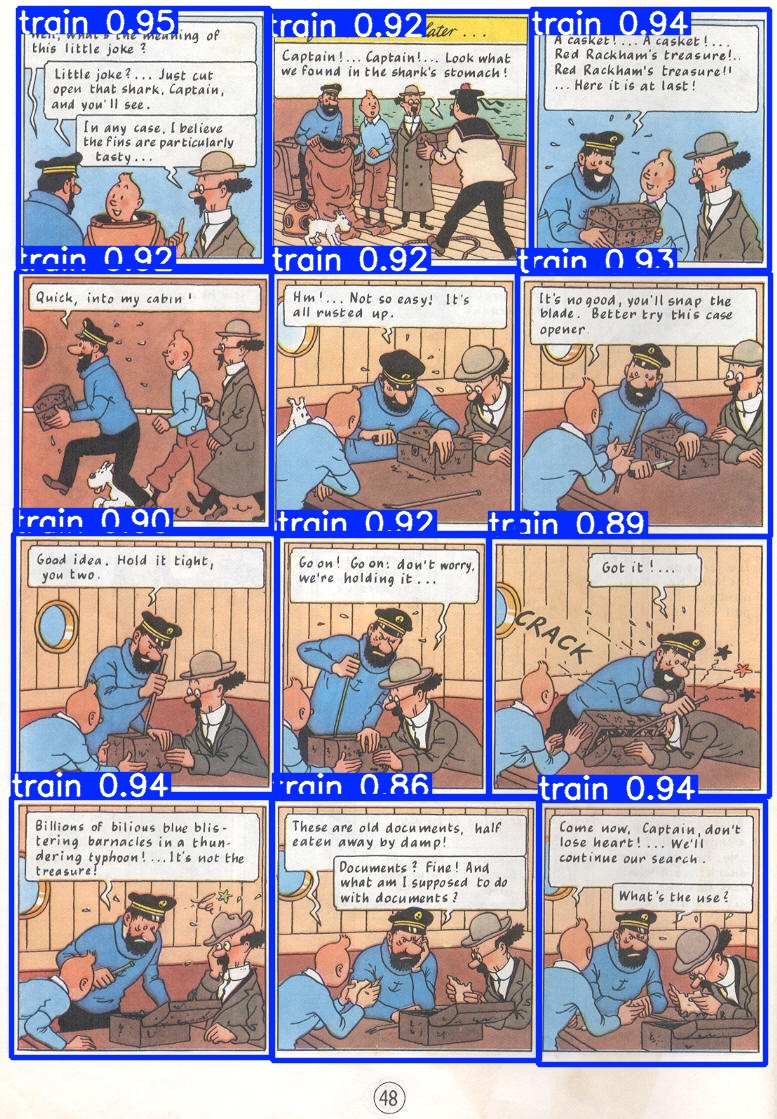 train 0.95
Well, what's the meaning of
this little joke?
Little joke?... Just cut
open that shark, Captain,
and you'll see.
In any case, I believe
the fins are particularly
tasty...
train 0.92
later...
Captain!... Captain!... Look what
we found in the shark's stomach!
train 0.94
A casket!... A casket!...
Red Rackham's treasure!..
Red Rackham's treasure!!
... Here it is at last!
train 0.92
Quick, into my cabin!
train 0.92
Hm!... Not so easy! It's
all rusted up.
train 0.93
It's no good, you'll snap the
blade. Better try this case
opener.
train 0.90
Good idea. Hold it tight,
you two.
train 0.92
Go on! Go on: don't worry,
we're holding it...
train 0.89
Got it!...
CRACK
train 0.94
Billions of bilious blue blis-
tering barnacles in a thun-
dering typhoon!...It's not the
treasure!
train 0.86
These are old documents, half
eaten away by damp!
Documents? Fine! And
what am I supposed to do
with documents?
train 0.94
Come now, Captain, don't
lose heart!... We'll
continue our search.
What's the use?
48